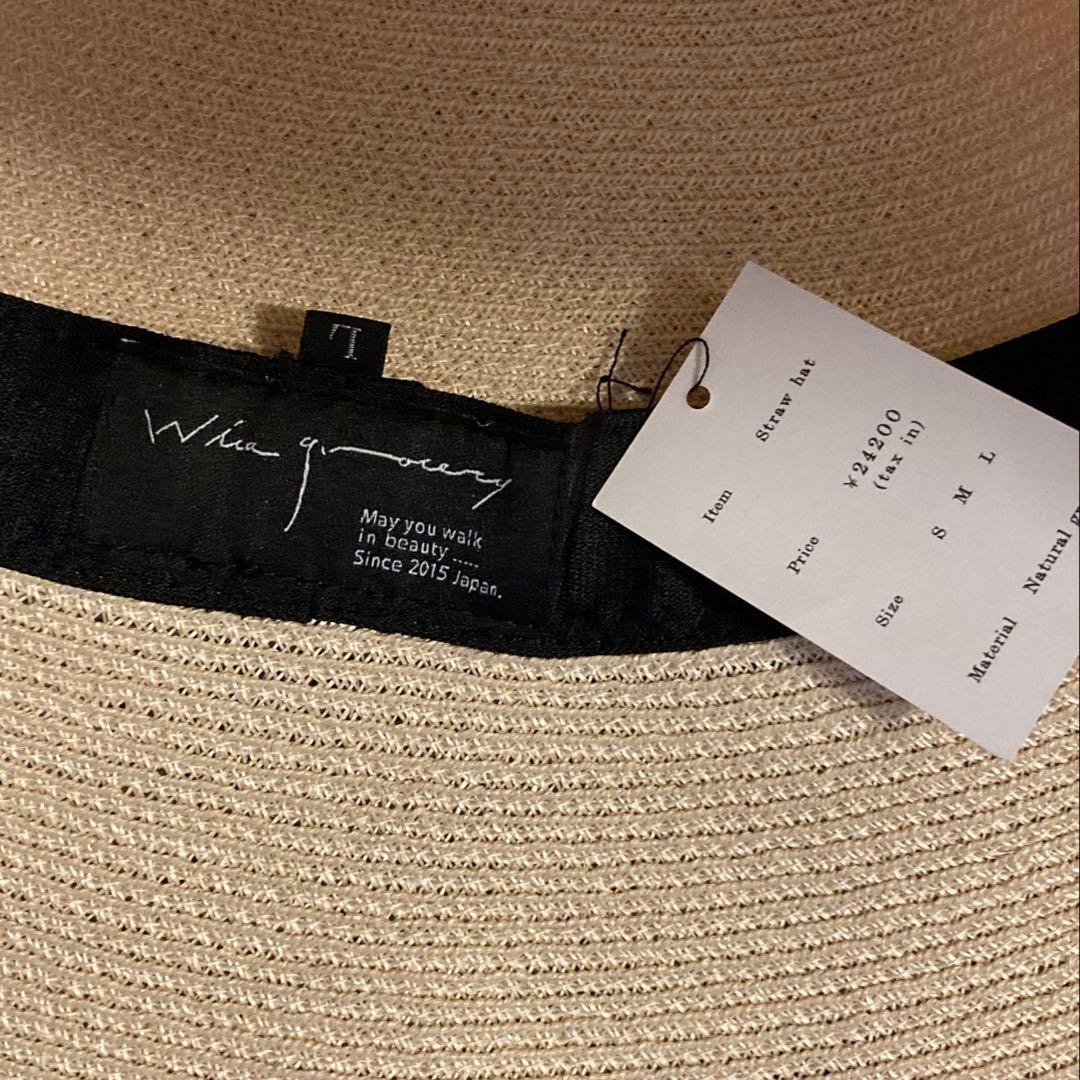 L
Wica grocery
May you walk
in beauty .....
Since 2015 Japan.
Item Straw hat
Price ¥24200
(tax in)
Size S M L
Material Natural